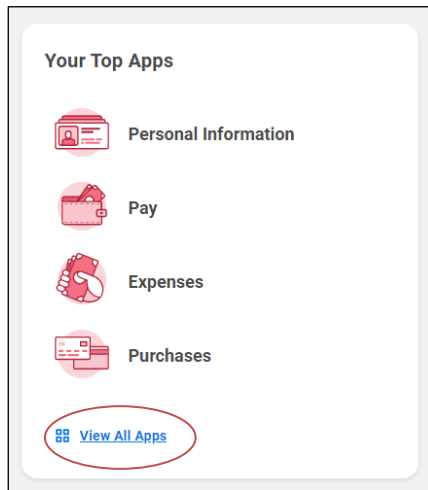 Your Top Apps
Personal Information
Pay
Expenses
Purchases
View All Apps